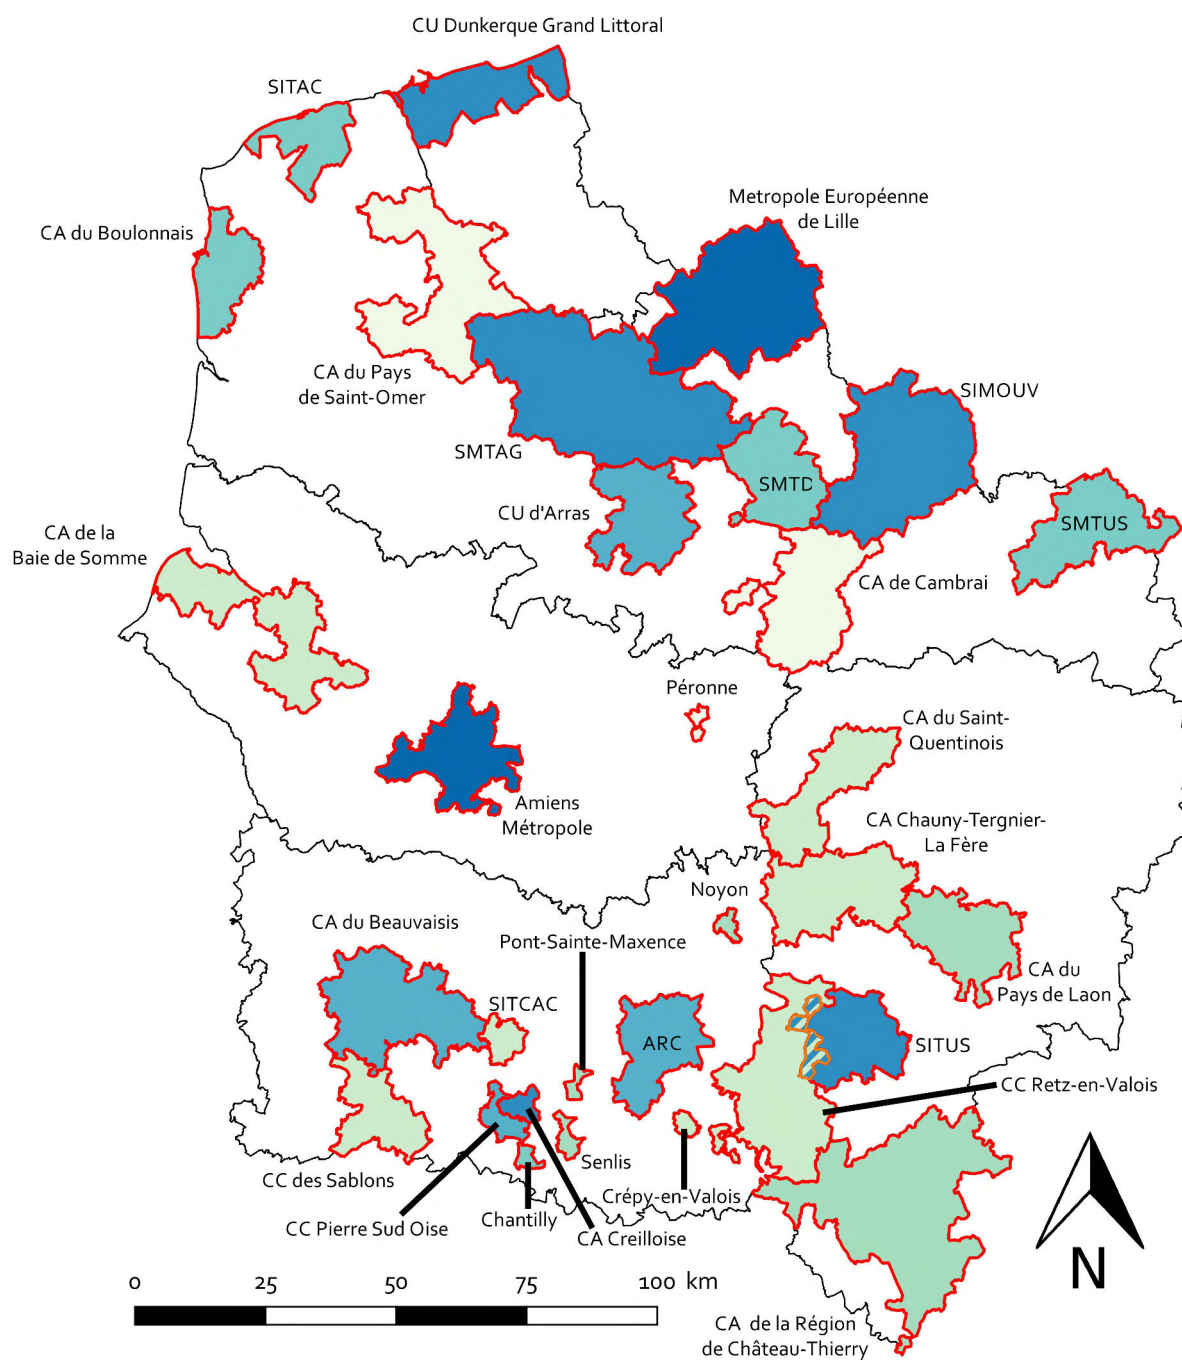 CU Dunkerque Grand Littoral
SITAC
Metropole Européenne
de Lille
CA du Boulonnais
CA du Pays
de Saint-Omer
SIMOUV
SMTAG
SMTD
CU d'Arras
SMTUS
CA de la
Baie de Somme
CA de Cambrai
Péronne
CA du Saint-
Quentinois
Amiens
Métropole
CA Chauny-Tergnier-
La Fère
Noyon
CA du Beauvaisis
Pont-Sainte-Maxence
CA du
Pays de Laon
SITCAC
ARC
SITUS
CC Retz-en-Valois
CC des Sablons
Senlis
Crépy-en-Valois
Chantilly
CC Pierre Sud Oise
CA Creilloise
N
0 25 50 75 100 km
CA de la Région
de Château-Thierry